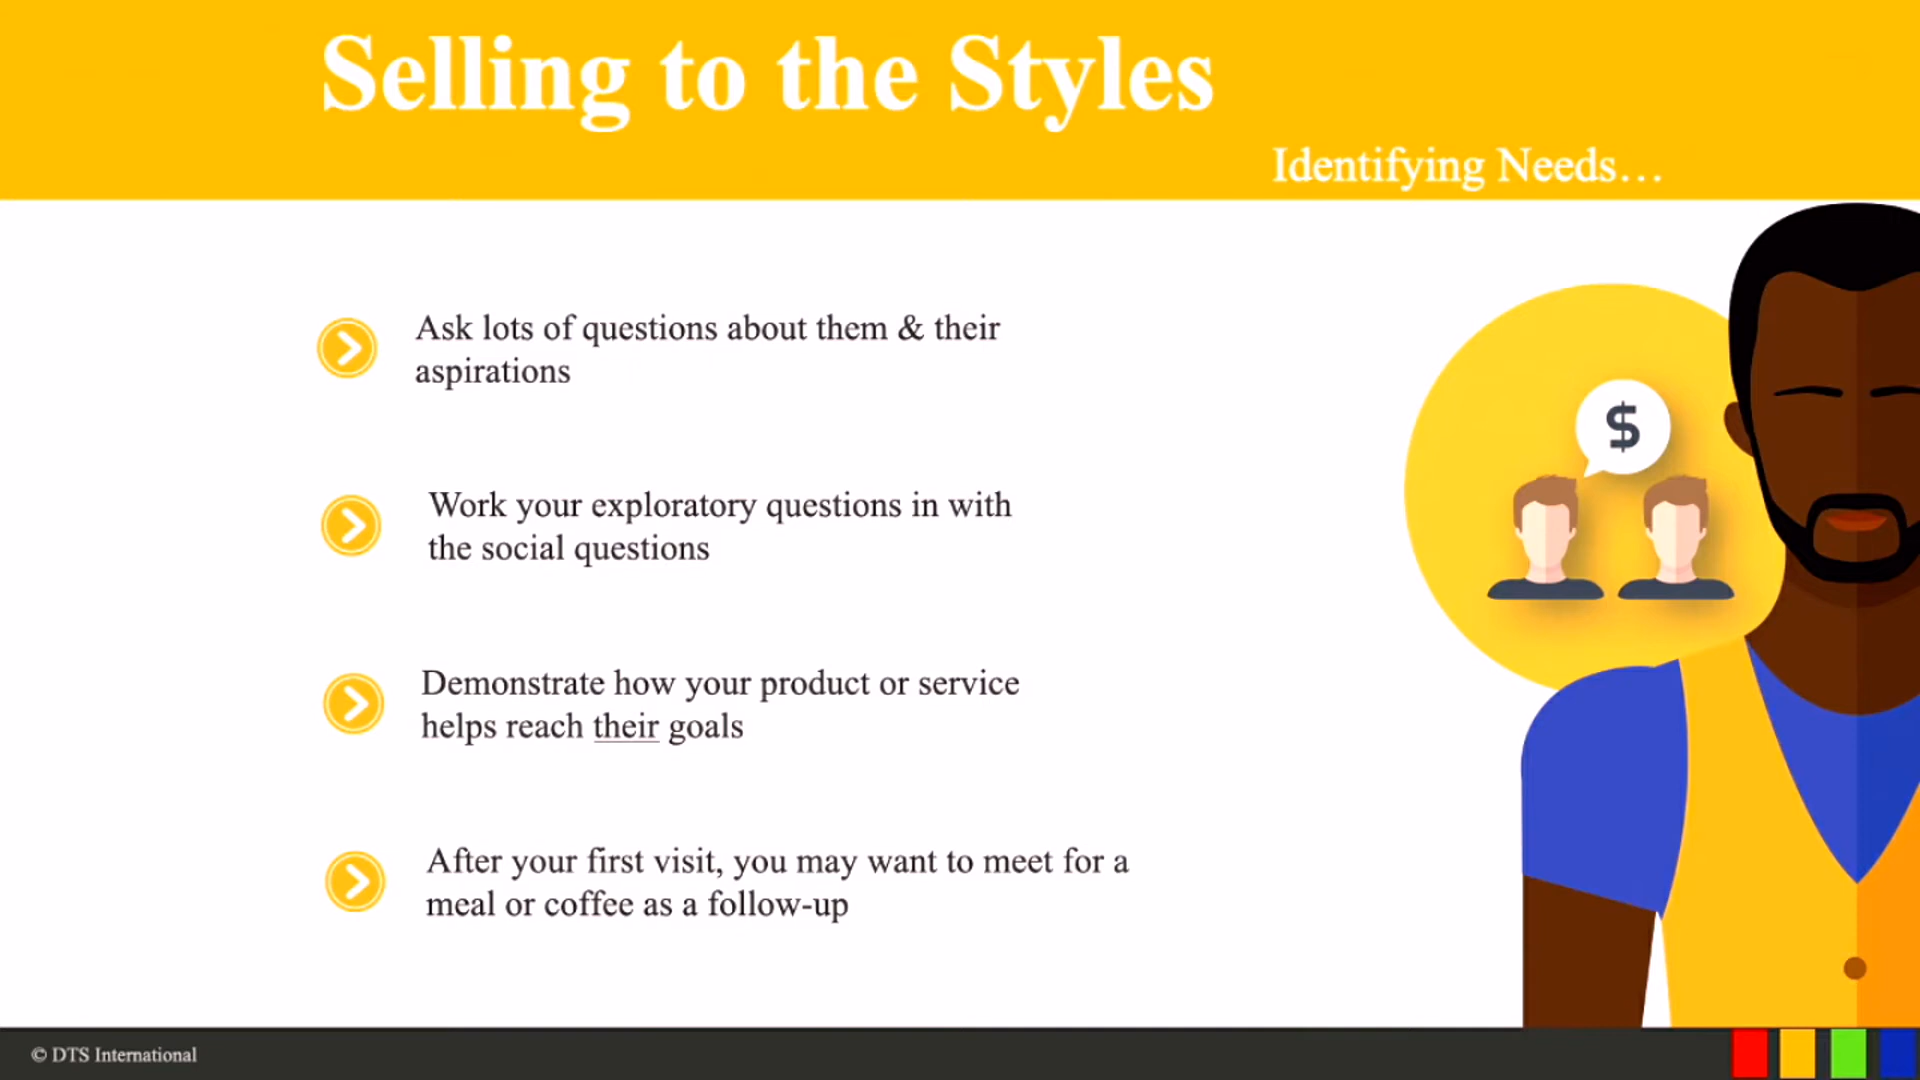 Selling to the Styles
Identifying Needs...
Ask lots of questions about them & their
aspirations
Work your exploratory questions in with
the social questions
Demonstrate how your product or service
helps reach their goals
After your first visit, you may want to meet for a
meal or coffee as a follow-up
$
© DTS International